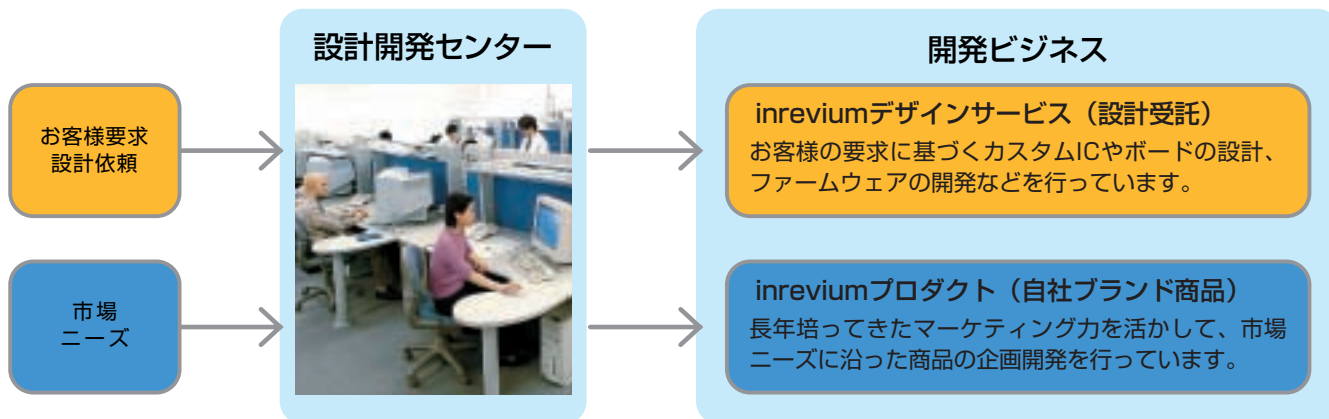 設計開発センター
開発ビジネス
お客様要求
設計依頼
inreviumデザインサービス（設計受託）
お客様の要求に基づくカスタムICやボードの設計、
ファームウェアの開発などを行っています。
市場
ニーズ
inreviumプロダクト（自社ブランド商品）
長年培ってきたマーケティング力を活かして、市場
ニーズに沿った商品の企画開発を行っています。